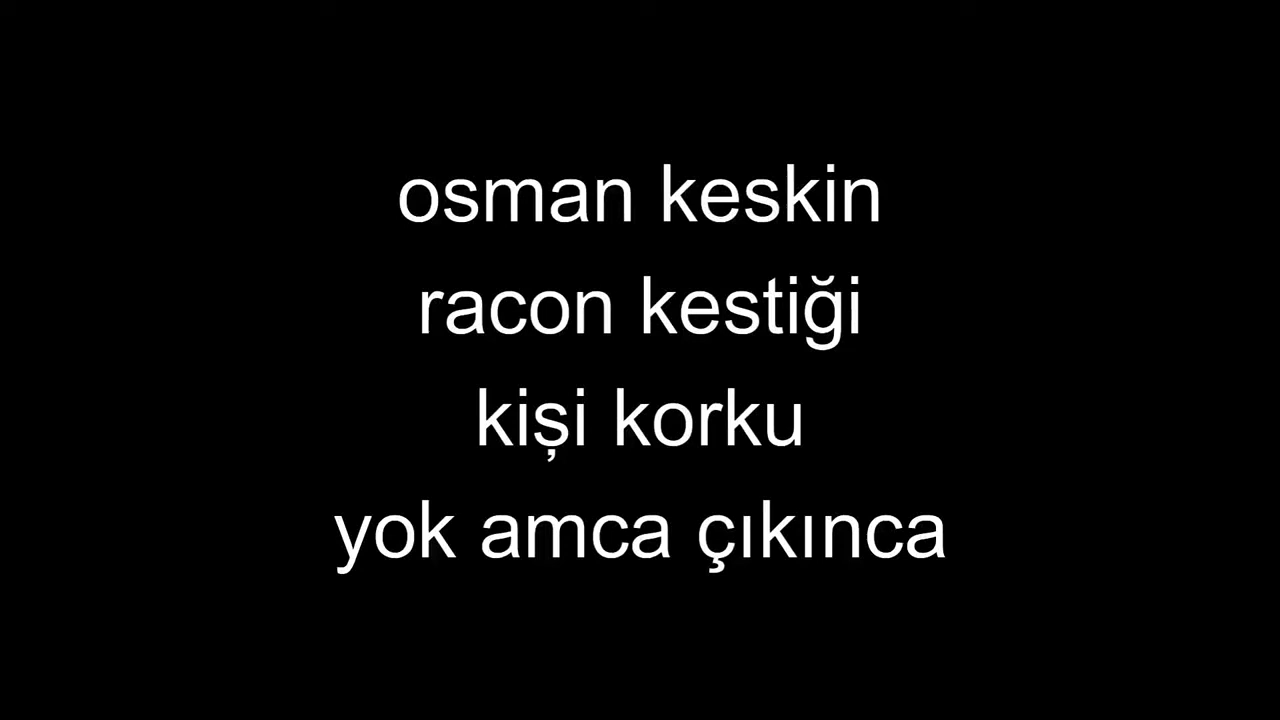 osman keskin
racon kestiği
kişi korku
yok amca çıkınca